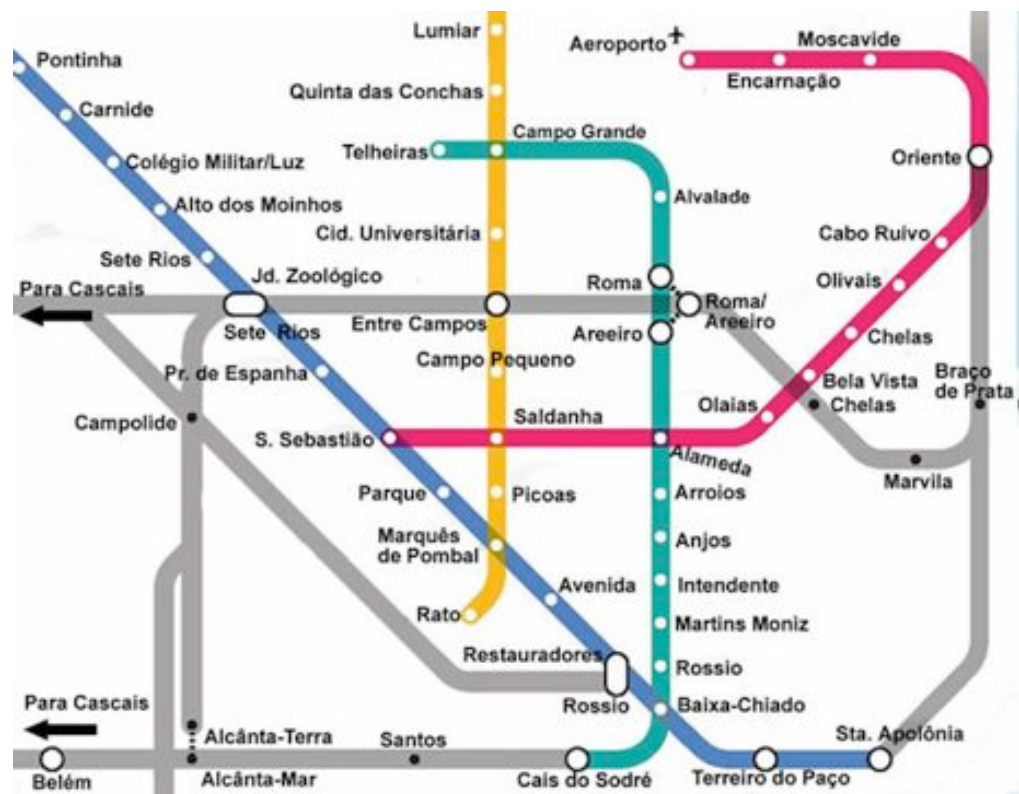 Lumiar
Aeroporto
Moscavide
Pontinha
Encarnação
Quinta das Conchas
Carnide
Campo Grande
Telheiras
Colégio Militar/Luz
Oriente
Alvalade
Alto dos Moinhos
Cid. Universitária
Cabo Ruivo
Sete Rios
Jd. Zoológico
Roma
Olivais
Para Cascais
Roma/
Areeiro
Entre Campos
Sete Rios
Areeiro
Chelas
Campo Pequeno
Pr. de Espanha
Bela Vista
Braço
de Prata
Chelas
Olaias
Saldanha
Campolide
S. Sebastião
Alameda
Marvila
Parque
Picoas
Arroios
Marquês
de Pombal
Anjos
Avenida
Intendente
Rato
Martins Moniz
Restauradores
Rossio
Rossio
Baixa-Chiado
Para Cascais
Alcânta-Terra
Santos
Sta. Apolônia
Belém
Alcânta-Mar
Cais do Sodré
Terreiro do Paço